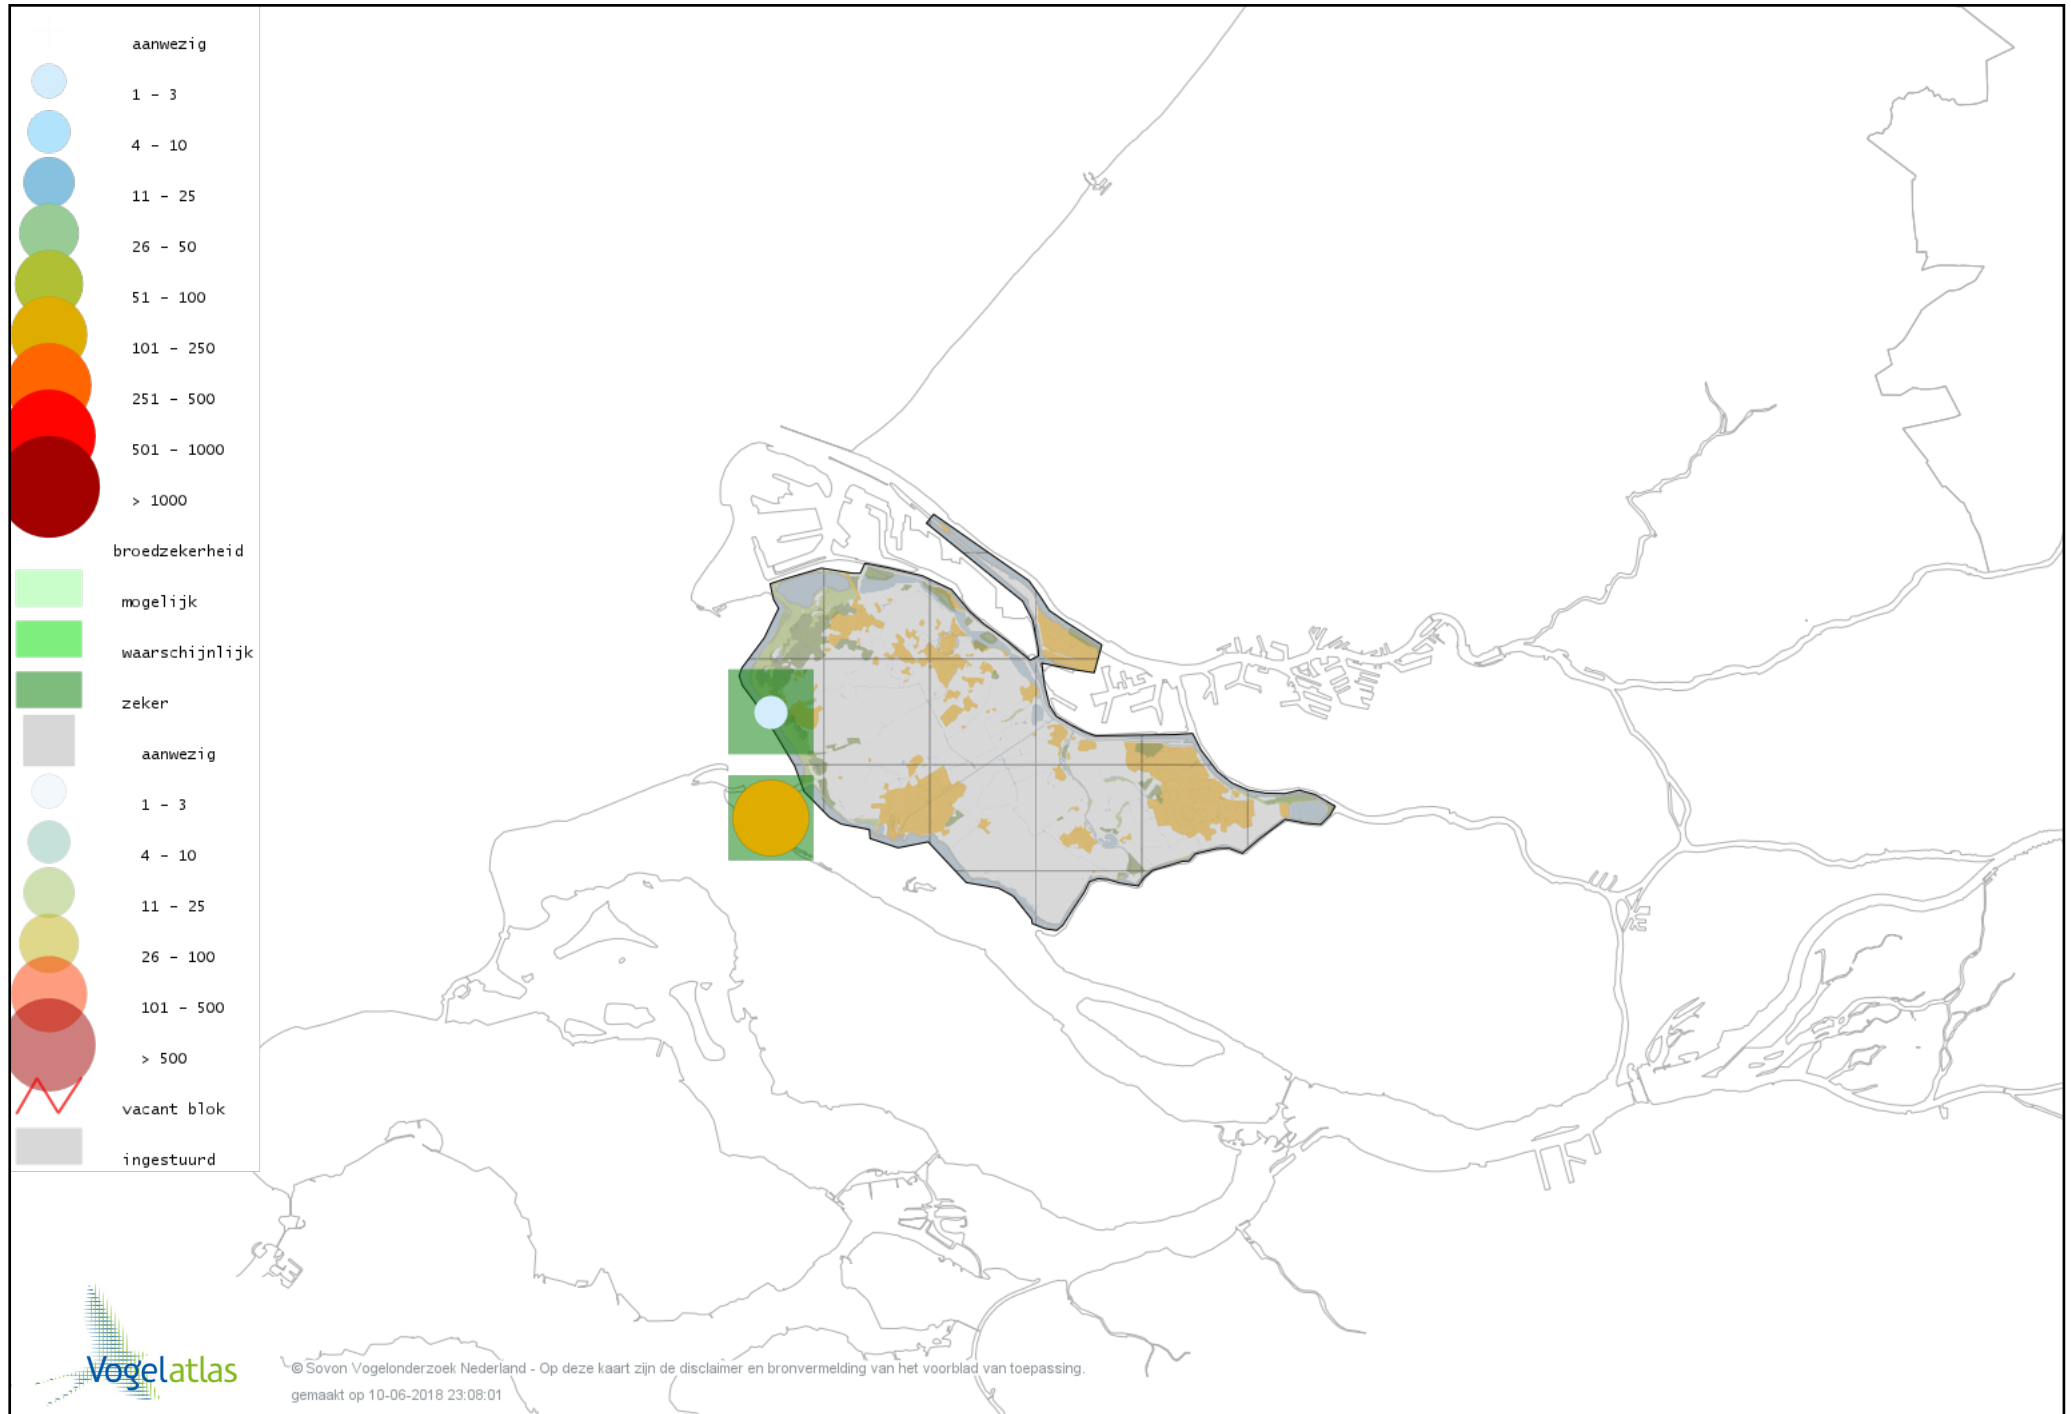 aanwezig
1 - 3
4 - 10
11 - 25
26 - 50
51 - 100
101 - 250
251 - 500
501 - 1000
> 1000
broedzekerheid
mogelijk
waarschijnlijk
zeker
aanwezig
1 - 3
4 - 10
11 - 25
26 - 100
101 - 500
> 500
vacant blok
ingestuurd
Vogelatlas
© Sovon Vogelonderzoek Nederland - Op deze kaart zijn de disclaimer en bronvermelding van het voorblad van toepassing.
gemaakt op 10-06-2018 23:08:01